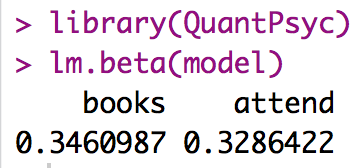 > library(QuantPsyc)
> lm.beta(model)
books attend
0.3460987 0.3286422